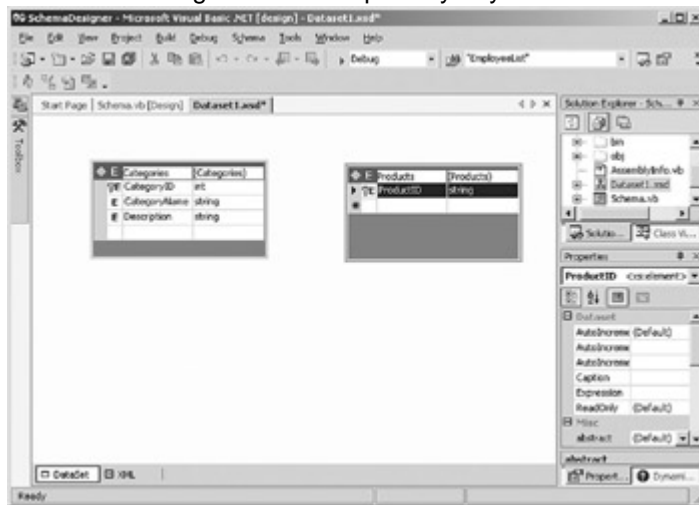 SchemaDesigner - Microsoft Visual Basic .NET [design] - Dataset1.xsd*
File Edit View Project Build Debug Schema Tools Window Help
Debug "EmployeeList"
Start Page Schema.vb [Design] Dataset1.xsd*
Toolbox
E Categories (Categories)
E CategoryID int
E CategoryName string
E Description string
E Products (Products)
E ProductID string
Solution Explorer - Sch...
bin
obj
AssemblyInfo.vb
Dataset1.xsd
Schema.vb
Solutio... Class Vi...
Properties
ProductID <xs:element>
Dataset
AutoIncreme (Default)
AutoIncreme
AutoIncreme
Caption
Expression
ReadOnly (Default)
Misc
abstract (Default)
abstract
Propert... Dynami...
DataSet XML
Ready